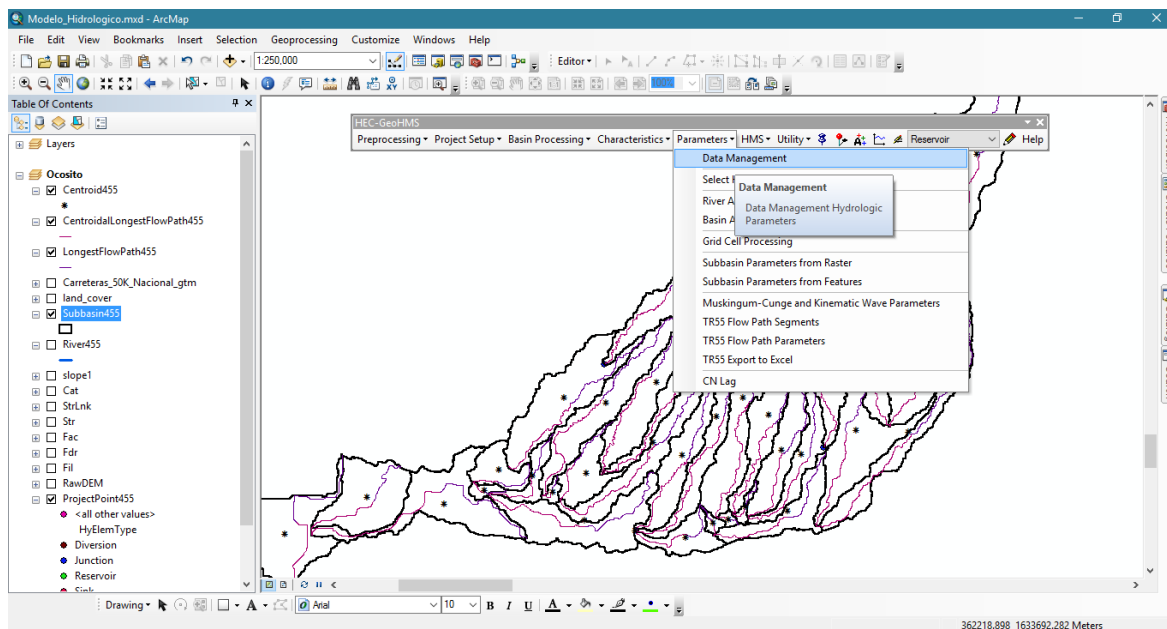 Modelo_Hidrologico.mxd - ArcMap
File Edit View Bookmarks Insert Selection Geoprocessing Customize Windows Help
1:250,000
Editor
100%
Table Of Contents
Layers
Ocosito
Centroid455
CentroidalLongestFlowPath455
LongestFlowPath455
Carreteras_50K_Nacional_gtm
land_cover
Subbasin455
River455
slope1
Cat
StrLnk
Str
Fac
Fdr
Fil
RawDEM
ProjectPoint455
<all other values>
HyElemType
Diversion
Junction
Reservoir
Sink
HEC-GeoHMS
Preprocessing Project Setup Basin Processing Characteristics Parameters HMS Utility Reservoir Help
Data Management
Select
River A
Basin A
Data Management
Data Management Hydrologic
Parameters
Grid Cell Processing
Subbasin Parameters from Raster
Subbasin Parameters from Features
Muskingum-Cunge and Kinematic Wave Parameters
TR55 Flow Path Segments
TR55 Flow Path Parameters
TR55 Export to Excel
CN Lag
Drawing A Arial 10 B I U A
362218.898 1633692.282 Meters